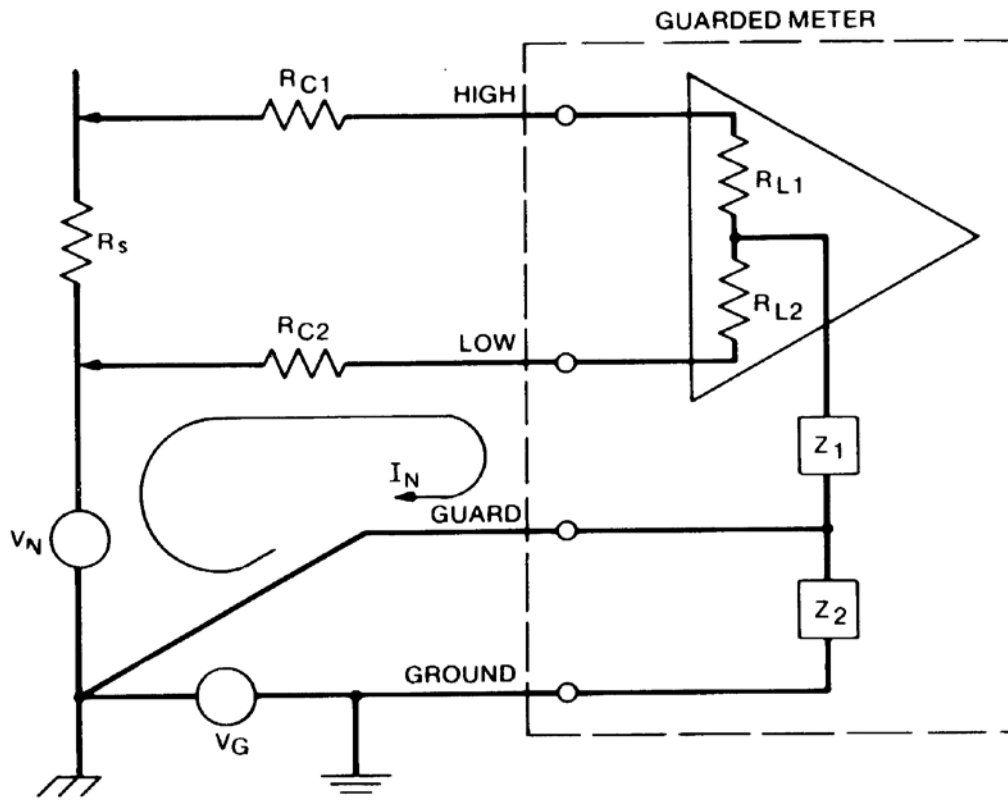 GUARDED METER
RC1
HIGH
RL1
RS
RL2
RC2
LOW
Z1
IN
GUARD
VN
Z2
GROUND
VG